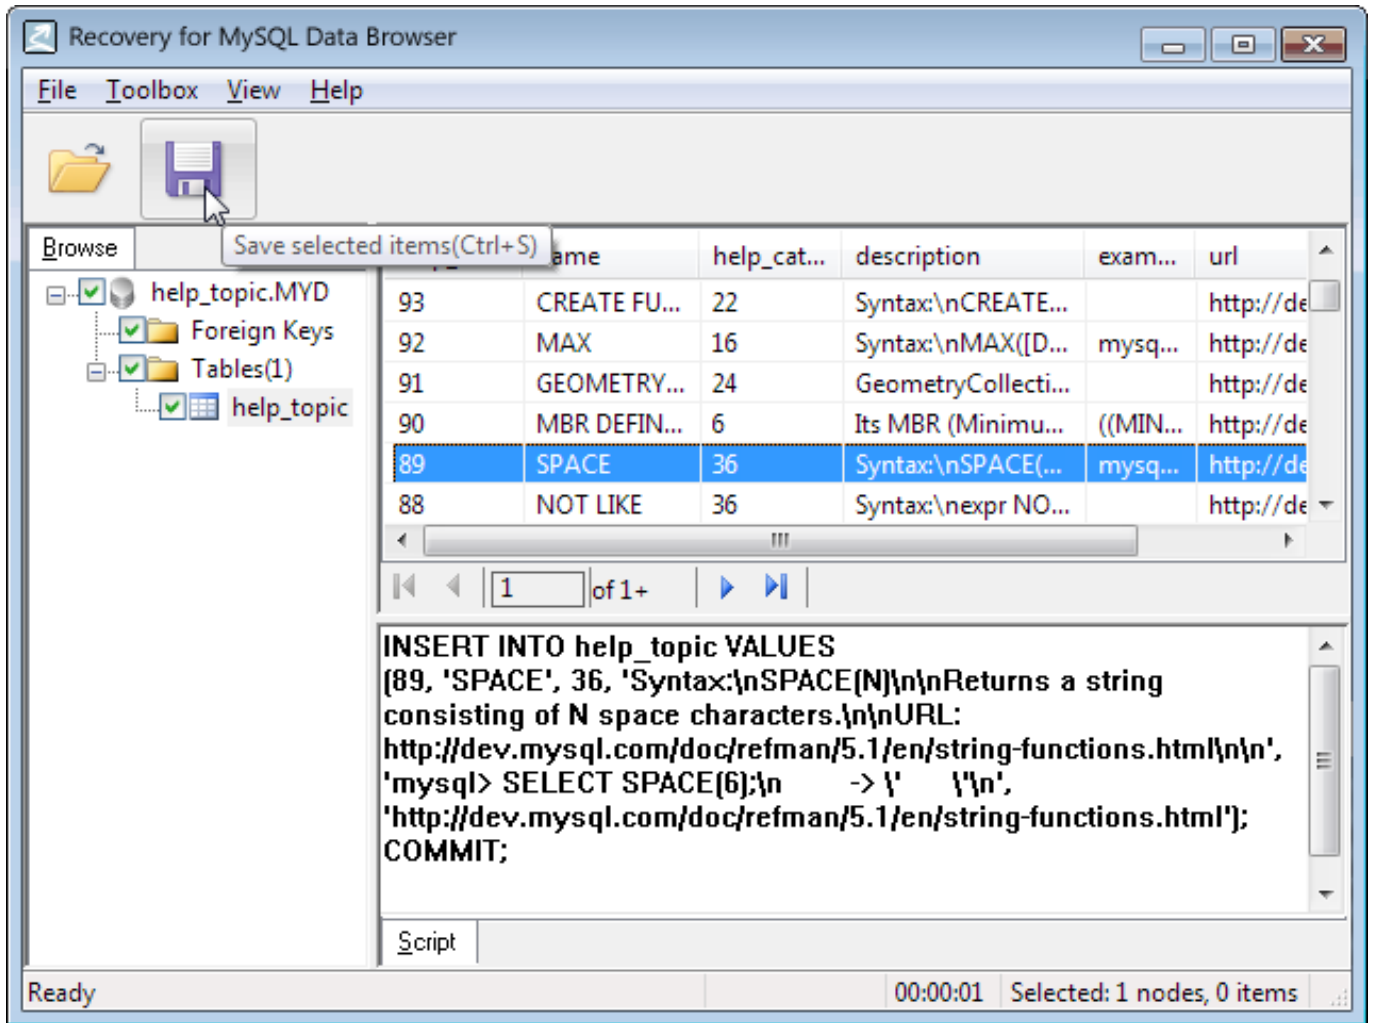 Recovery for MySQL Data Browser
File Toolbox View Help
Save selected items(Ctrl+S)
Browse
help_topic.MYD
Foreign Keys
Tables(1)
help_topic
help_cat... description exam... url
93 CREATE FU... 22 Syntax:\nCREATE... http://de
92 MAX 16 Syntax:\nMAX([D... mysq... http://de
91 GEOMETRY... 24 GeometryCollecti... http://de
90 MBR DEFIN... 6 Its MBR (Minimu... ((MIN... http://de
89 SPACE 36 Syntax:\nSPACE(... mysq... http://de
88 NOT LIKE 36 Syntax:\nexpr NO... http://de
1 of 1+
INSERT INTO help_topic VALUES
(89, 'SPACE', 36, 'Syntax:\nSPACE(N)\n\nReturns a string
consisting of N space characters.\n\nURL:
http://dev.mysql.com/doc/refman/5.1/en/string-functions.html\n\n',
'mysql> SELECT SPACE(6);\n        -> \'      \'\n',
'http://dev.mysql.com/doc/refman/5.1/en/string-functions.html');
COMMIT;
Script
Ready 00:00:01 Selected: 1 nodes, 0 items